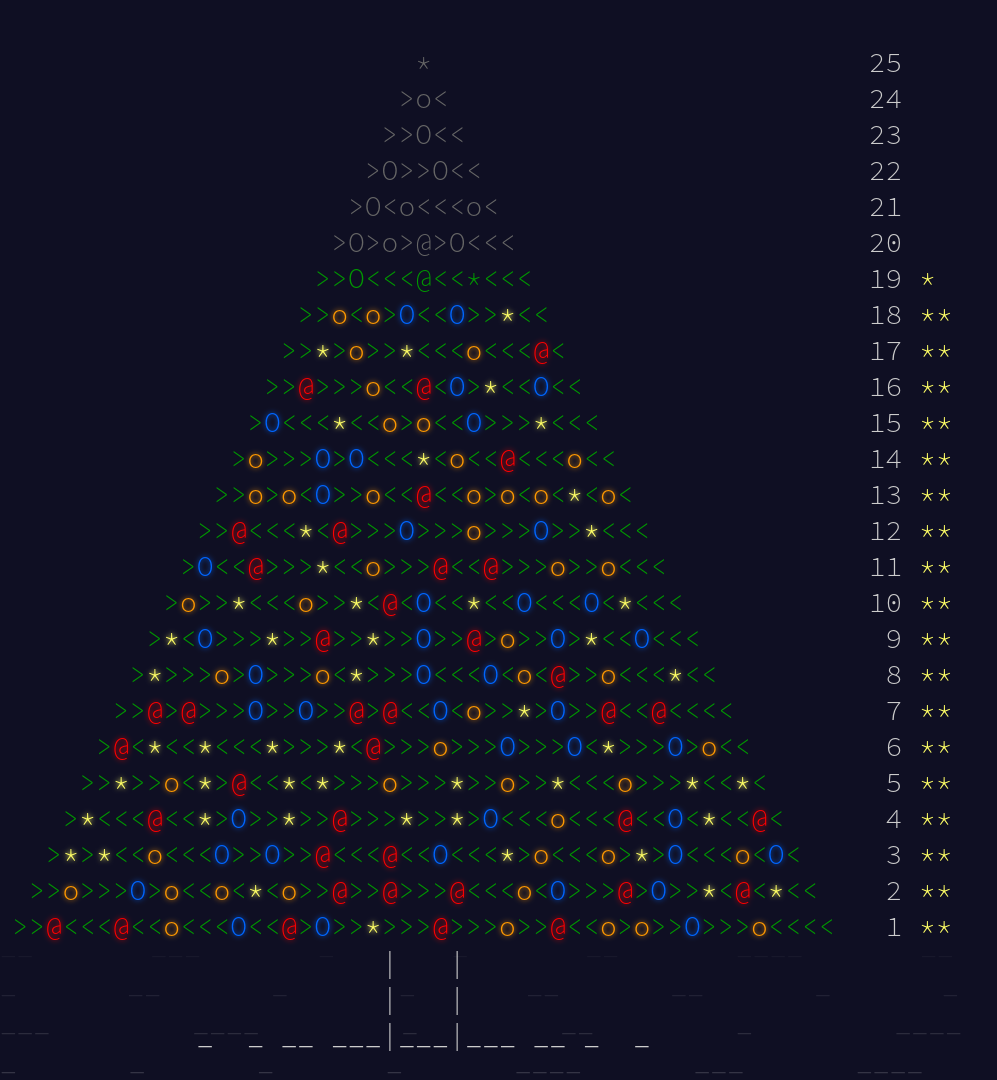 * 25
>o< 24
>>O<< 23
>O>>O<< 22
>O<o<<<o< 21
>O>o>@>O<<< 20
>>O<<<@<<*<<< 19 *
>>o<o>O<<O>>*<< 18 **
>>*>o>>*<<<o<<<@< 17 **
>>@>>>o<<@<O>*<<O<< 16 **
>O<<<*<<o>o<<O>>>*<<< 15 **
>o>>>O>O<<<*<o<<@<<<o<< 14 **
>>o>o<O>>o<<@<<o>o<o<*<o< 13 **
>>@<<<*<@>>>O>>>o>>>O>>*<<< 12 **
>O<<@>>>*<<o>>>@<<@>>>o>>o<<< 11 **
>o>>*<<<o>>*>@<O<<*<<O<<<O<*<<< 10 **
>*<O>>>*>>@>>*>>O>>@>o>>O>*<<O<<< 9 **
>*>>>o>O>>>o<*>>>O<<<O<o<@>>o<<<*<< 8 **
>>@>@>>>O>>O>>@>@<<O<o>>*>O>>@<<@<<<< 7 **
>@<*<<*<<<*>>>*<@>>>o>>>O>>>O<*>>>O>o<< 6 **
>>*>>o<*>@<<*<*>>>o>>>*>>o>>*<<<o>>>*<<*< 5 **
>*<<<@<<*>O>>*>>@>>>*>>*>O<<<o<<<@<<O<*<<@< 4 **
>*>*<<o<<<O>>O>>@<<<@<<O<<<*>o<<<o>*>O<<<o<O< 3 **
>>o>>>O>o<<o<*<o>>@>>@>>>@<<<o<O>>>@>O>>*<@<*<< 2 **
>>@<<<@<<o<<<O<<@>O>>*>>>@>>>o>>@<<o>o>>O>>>o<<<< 1 **